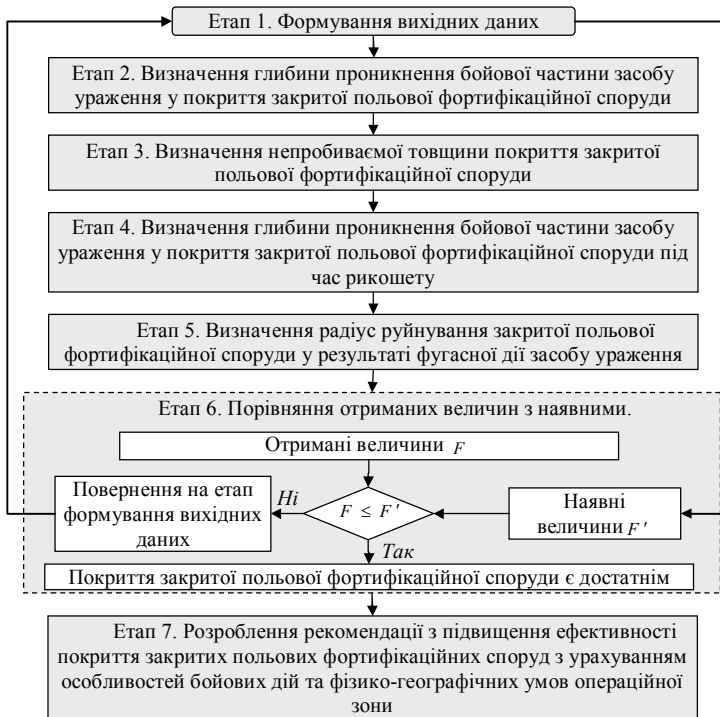 Етап 1. Формування вихідних даних
Етап 2. Визначення глибини проникнення бойової частини засобу
ураження у покриття закритої польової фортифікаційної споруди
Етап 3. Визначення непробиваємої товщини покриття закритої
польової фортифікаційної споруди
Етап 4. Визначення глибини проникнення бойової частини засобу
ураження у покриття закритої польової фортифікаційної споруди під
час рикошету
Етап 5. Визначення радіус руйнування закритої польової
фортифікаційної споруди у результаті фугасної дії засобу ураження
Етап 6. Порівняння отриманих величин з наявними.
Отримані величини F
Повернення на етап
формування вихідних
даних
Ні
F ≤ F'
Наявні
величини F'
Так
Покриття закритої польової фортифікаційної споруди є достатнім
Етап 7. Розроблення рекомендації з підвищення ефективності
покриття закритих польових фортифікаційних споруд з урахуванням
особливостей бойових дій та фізико-географічних умов операційної
зони